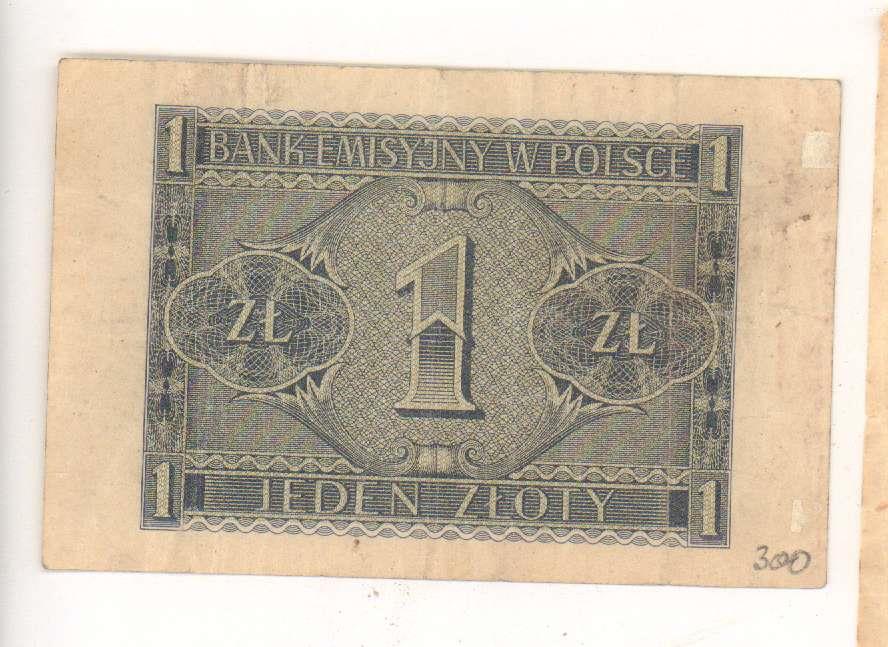 1 BANK EMISYJNY W POLSCE 1
1
ZŁ ZŁ
1 JEDEN ZŁOTY 1
300